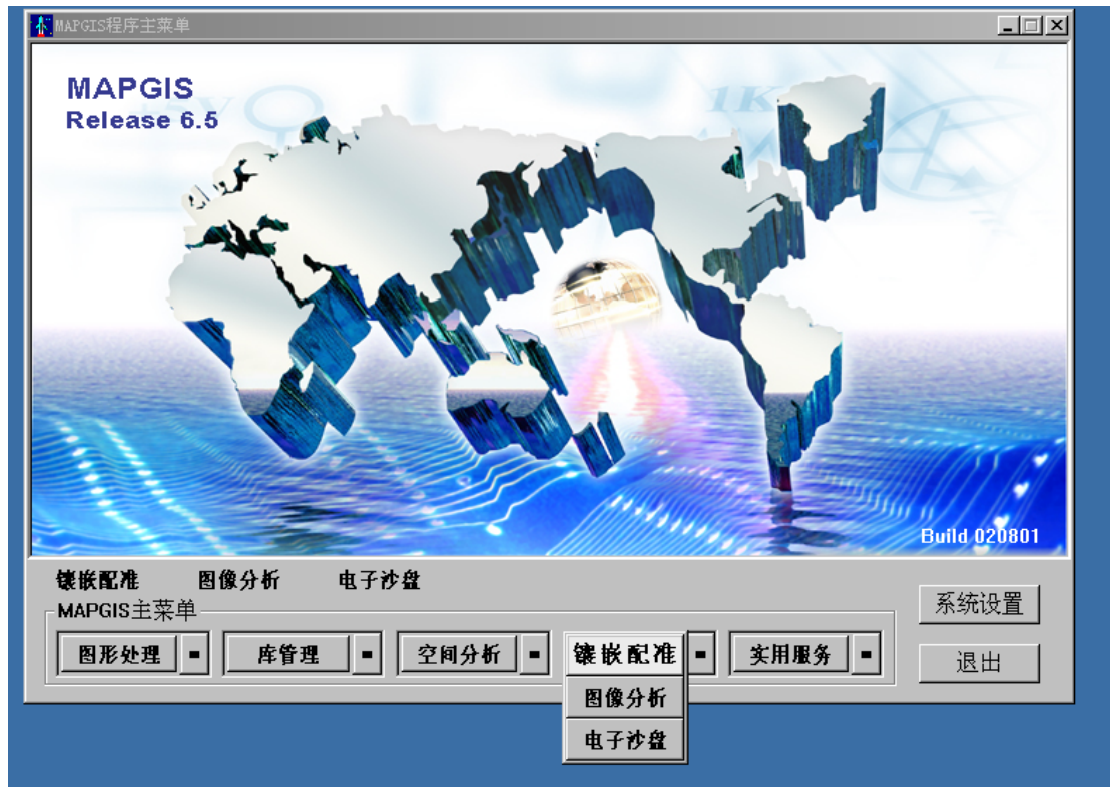 MAPGIS程序主菜单
MAPGIS
Release 6.5
1K
Build 020801
镶嵌配准 图像分析 电子沙盘
MAPGIS主菜单
系统设置
图形处理 库管理 空间分析 镶嵌配准 实用服务
退出
图像分析
电子沙盘